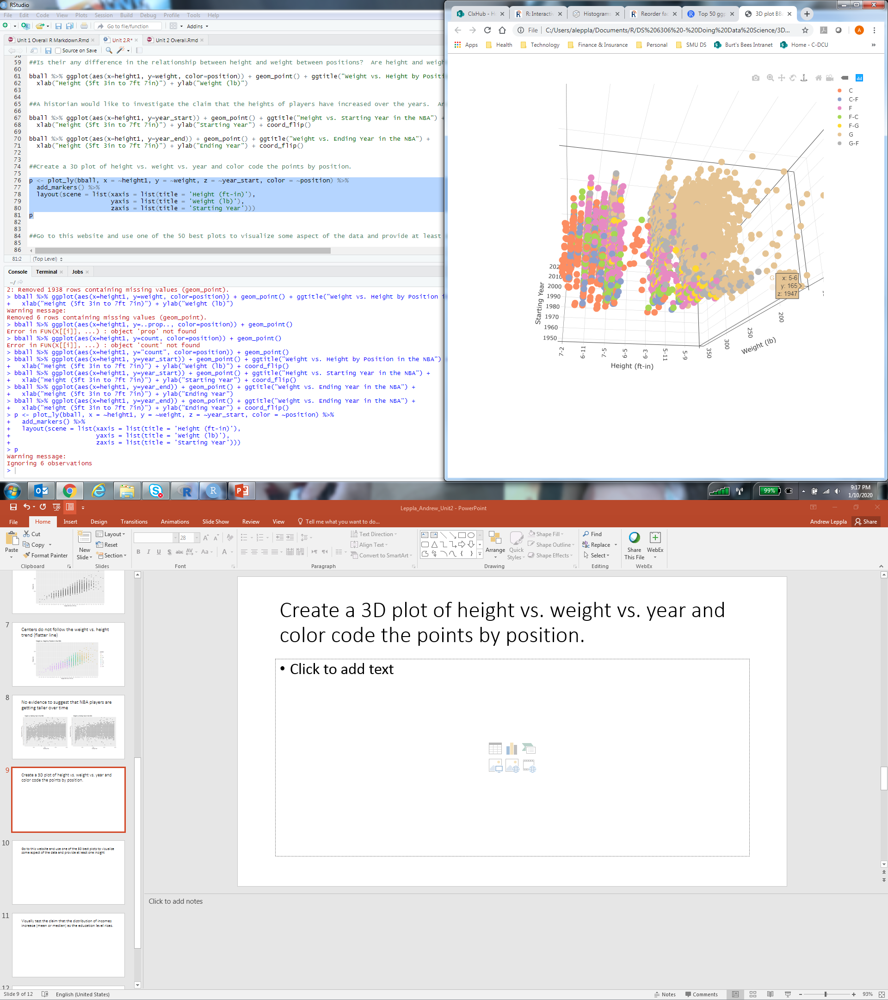 RStudio
File Edit Code View Plots Session Build Debug Profile Tools Help
Go to file/function Addins
Unit 1 Overall R Markdown.Rmd Unit 2.R* Unit 2 Overall.Rmd
Source on Save
59 ##Is their any difference in the relationship between height and weight between positions? Are height and weigh
60
61 bball %>% ggplot(aes(x=height1, y=weight, color=position)) + geom_point() + ggtitle("Weight vs. Height by Positi
62 xlab("Height (5ft 3in to 7ft 7in)") + ylab("Weight (lb)")
63
64
65 ##A historian would like to investigate the claim that the heights of players have increased over the years. Ar
66
67 bball %>% ggplot(aes(x=height1, y=year_start)) + geom_point() + ggtitle("Height vs. Starting Year in the NBA") +
68 xlab("Height (5ft 3in to 7ft 7in)") + ylab("Starting Year") + coord_flip()
69
70 bball %>% ggplot(aes(x=height1, y=year_end)) + geom_point() + ggtitle("Weight vs. Ending Year in the NBA") +
71 xlab("Height (5ft 3in to 7ft 7in)") + ylab("Ending Year") + coord_flip()
72
73
74 ##Create a 3D plot of height vs. weight vs. year and color code the points by position.
75
76 p <- plot_ly(bball, x = ~height1, y = ~weight, z = ~year_start, color = ~position) %>%
77 add_markers() %>%
78 layout(scene = list(xaxis = list(title = 'Height (ft-in)'),
79 yaxis = list(title = 'Weight (lb)'),
80 zaxis = list(title = 'Starting Year')))
81 p
82
83
84 ##Go to this website and use one of the 50 best plots to visualize some aspect of the data and provide at least
85
86
81:2 (Top Level)
Console Terminal Jobs
~/
2: Removed 1938 rows containing missing values (geom_point).
> bball %>% ggplot(aes(x=height1, y=weight, color=position)) + geom_point() + ggtitle("Weight vs. Height by Position i
+ xlab("Height (5ft 3in to 7ft 7in)") + ylab("Weight (lb)")
Warning message:
Removed 6 rows containing missing values (geom_point).
> bball %>% ggplot(aes(x=height1, y=..prop.., color=position)) + geom_point()
Error in FUN(X[[i]], ...) : object 'prop' not found
> bball %>% ggplot(aes(x=height1, y=count, color=position)) + geom_point()
Error in FUN(X[[i]], ...) : object 'count' not found
> bball %>% ggplot(aes(x=height1, y="count", color=position)) + geom_point()
> bball %>% ggplot(aes(x=height1, y=year_start)) + geom_point() + ggtitle("Weight vs. Height by Position in the NBA")
+ xlab("Height (5ft 3in to 7ft 7in)") + ylab("Weight (lb)") + coord_flip()
> bball %>% ggplot(aes(x=height1, y=year_start)) + geom_point() + ggtitle("Height vs. Starting Year in the NBA") +
+ xlab("Height (5ft 3in to 7ft 7in)") + ylab("Starting Year") + coord_flip()
> bball %>% ggplot(aes(x=height1, y=year_end)) + geom_point() + ggtitle("Weight vs. Ending Year in the NBA") +
+ xlab("Height (5ft 3in to 7ft 7in)") + ylab("Ending Year")
> bball %>% ggplot(aes(x=height1, y=year_end)) + geom_point() + ggtitle("Weight vs. Ending Year in the NBA") +
+ xlab("Height (5ft 3in to 7ft 7in)") + ylab("Ending Year") + coord_flip()
> p <- plot_ly(bball, x = ~height1, y = ~weight, z = ~year_start, color = ~position) %>%
+ add_markers() %>%
+ layout(scene = list(xaxis = list(title = 'Height (ft-in)'),
+ yaxis = list(title = 'Weight (lb)'),
+ zaxis = list(title = 'Starting Year')))
> p
Warning message:
Ignoring 6 observations
>
ClxHub - H R: Interacti Histograms Reorder fac Top 50 ggp 3D plot BB
File C:/Users/aleppla/Documents/R/DS%206306%20-%20Doing%20Data%20Science/3D... A
Apps Health Technology Finance & Insurance Personal SMU DS Burt's Bees Intranet Home - C-DCU »
C
C-F
F
F-C
F-G
G
G-F
G
x: 5-6
y: 165
z: 1947
Starting Year
202
2010
2000
1990
1980
1970
1960
1950
7-2 6-11 7-5 6-5 6-3 5-11 5-9
Height (ft-in)
350 300 250 200
Weight (lb)
99%
9:17 PM
1/10/2020
Leppla_Andrew_Unit2 - PowerPoint
File Home Insert Design Transitions Animations Slide Show Review View Tell me what you want to do... Andrew Leppla Share
Paste Cut Copy Format Painter
New Slide Layout Reset Section
28
Text Direction Align Text Convert to SmartArt
Arrange Quick Styles Shape Fill Shape Outline Shape Effects
Find Replace Select
Share This File WebEx
Clipboard Slides Font Paragraph Drawing Editing WebEx
7
Centers do not follow the weight vs. height
trend (flatter line)
8
No evidence to suggest that NBA players are
getting taller over time
9
Create a 3D plot of height vs. weight vs. year and
color code the points by position.
10
Go to this website and use one of the 50 best plots to visualize
some aspect of the data and provide at least one insight
11
Visually test the claim that the distribution of incomes
increase (mean or median) as the education level rises.
12
Create a 3D plot of height vs. weight vs. year and
color code the points by position.
• Click to add text
Click to add notes
Slide 9 of 12 English (United States) Notes Comments 93%